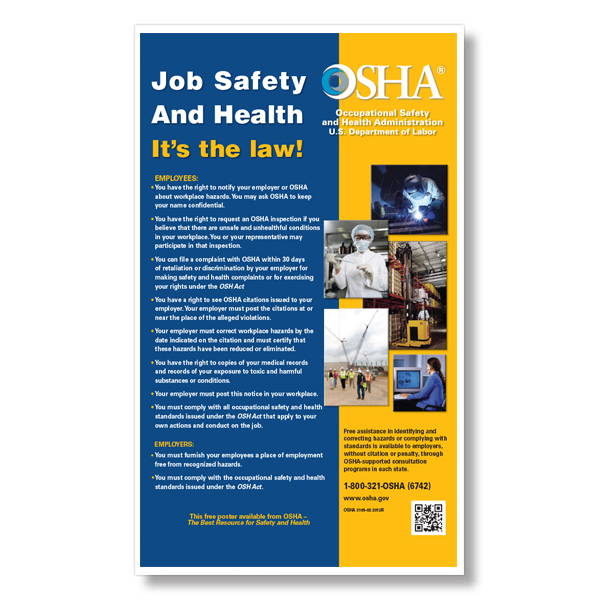 Job Safety
And Health
It's the law!
EMPLOYEES:
• You have the right to notify your employer or OSHA
about workplace hazards. You may ask OSHA to keep
your name confidential.
• You have the right to request an OSHA inspection if you
believe that there are unsafe and unhealthful conditions
in your workplace. You or your representative may
participate in that inspection.
• You can file a complaint with OSHA within 30 days
of retaliation or discrimination by your employer for
making safety and health complaints or for exercising
your rights under the OSH Act
• You have a right to see OSHA citations issued to your
employer. Your employer must post the citations at or
near the place of the alleged violations.
• Your employer must correct workplace hazards by the
date indicated on the citation and must certify that
these hazards have been reduced or eliminated.
• You have the right to copies of your medical records
and records of your exposure to toxic and harmful
substances or conditions.
• Your employer must post this notice in your workplace.
• You must comply with all occupational safety and health
standards issued under the OSH Act that apply to your
own actions and conduct on the job.
EMPLOYERS:
• You must furnish your employees a place of employment
free from recognized hazards.
• You must comply with the occupational safety and health
standards issued under the OSH Act.
This free poster available from OSHA –
The Best Resource for Safety and Health
OSHA®
Occupational Safety
and Health Administration
U.S. Department of Labor
Free assistance in identifying and
correcting hazards or complying with
standards is available to employers,
without citation or penalty, through
OSHA-supported consultation
programs in each state.
1-800-321-OSHA (6742)
www.osha.gov
OSHA 3165-02 2012R